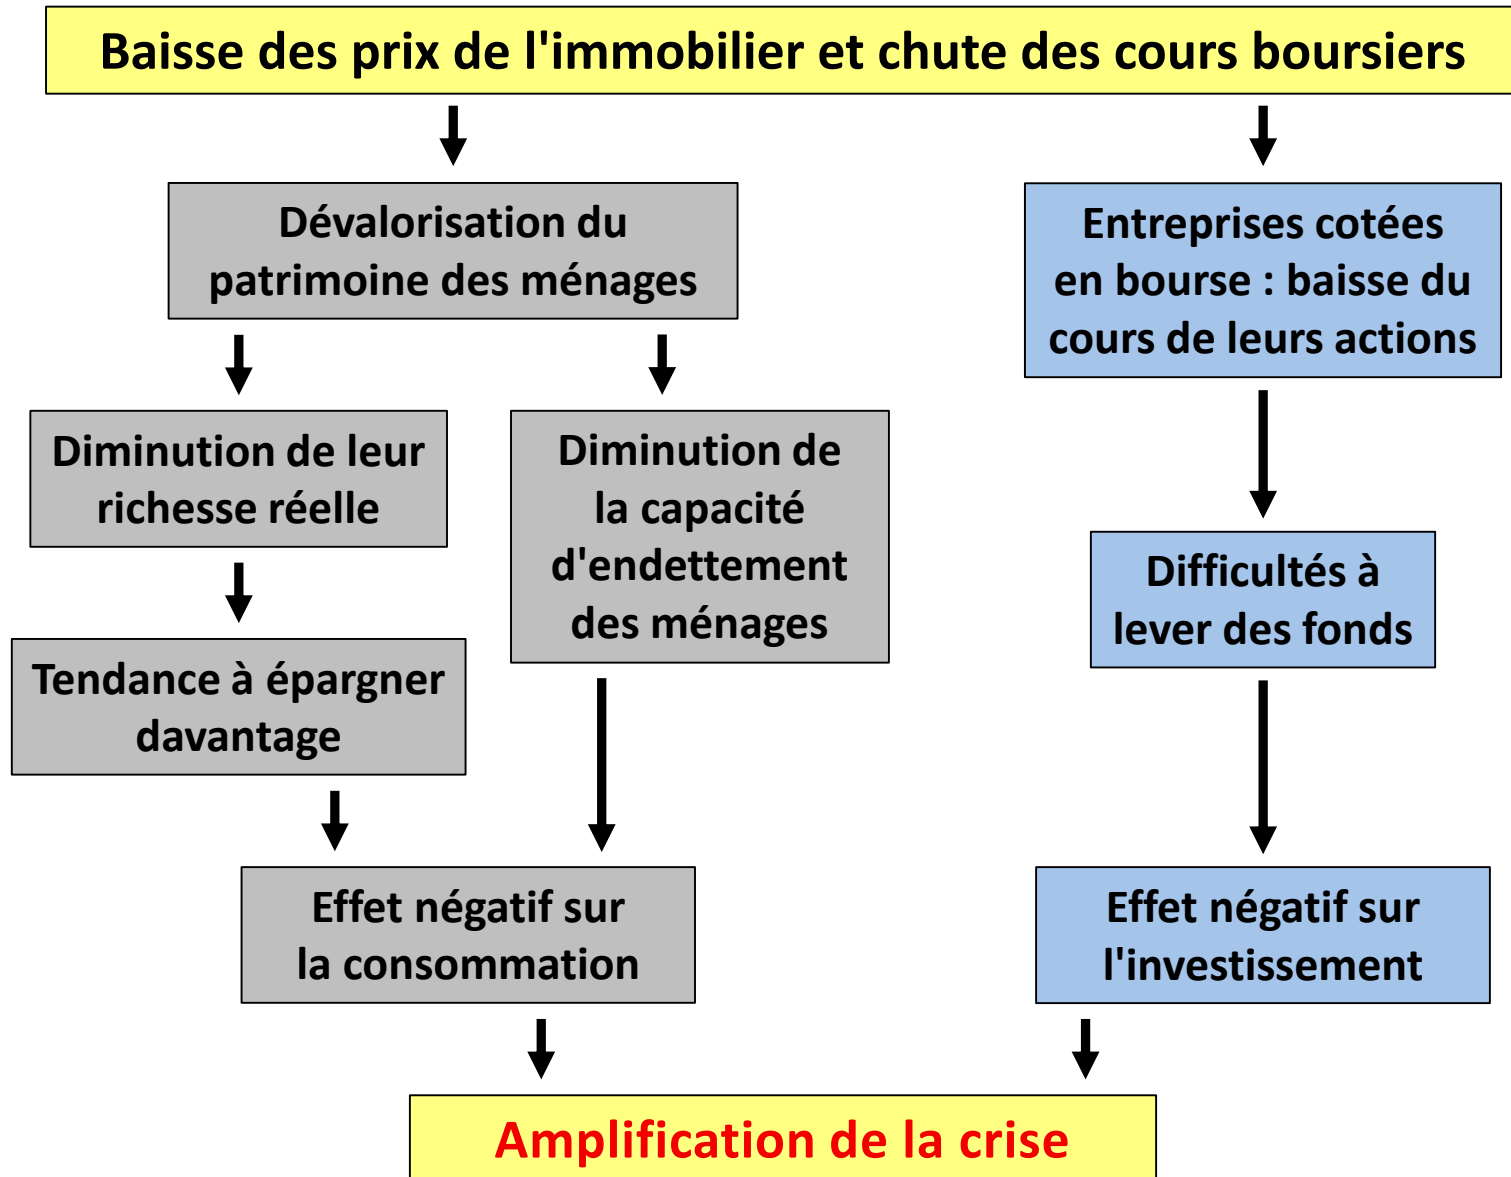 Baisse des prix de l'immobilier et chute des cours boursiers
Dévalorisation du
patrimoine des ménages
Entreprises cotées
en bourse : baisse du
cours de leurs actions
Diminution de leur
richesse réelle
Diminution de
la capacité
d'endettement
des ménages
Difficultés à
lever des fonds
Tendance à épargner
davantage
Effet négatif sur
la consommation
Effet négatif sur
l'investissement
Amplification de la crise